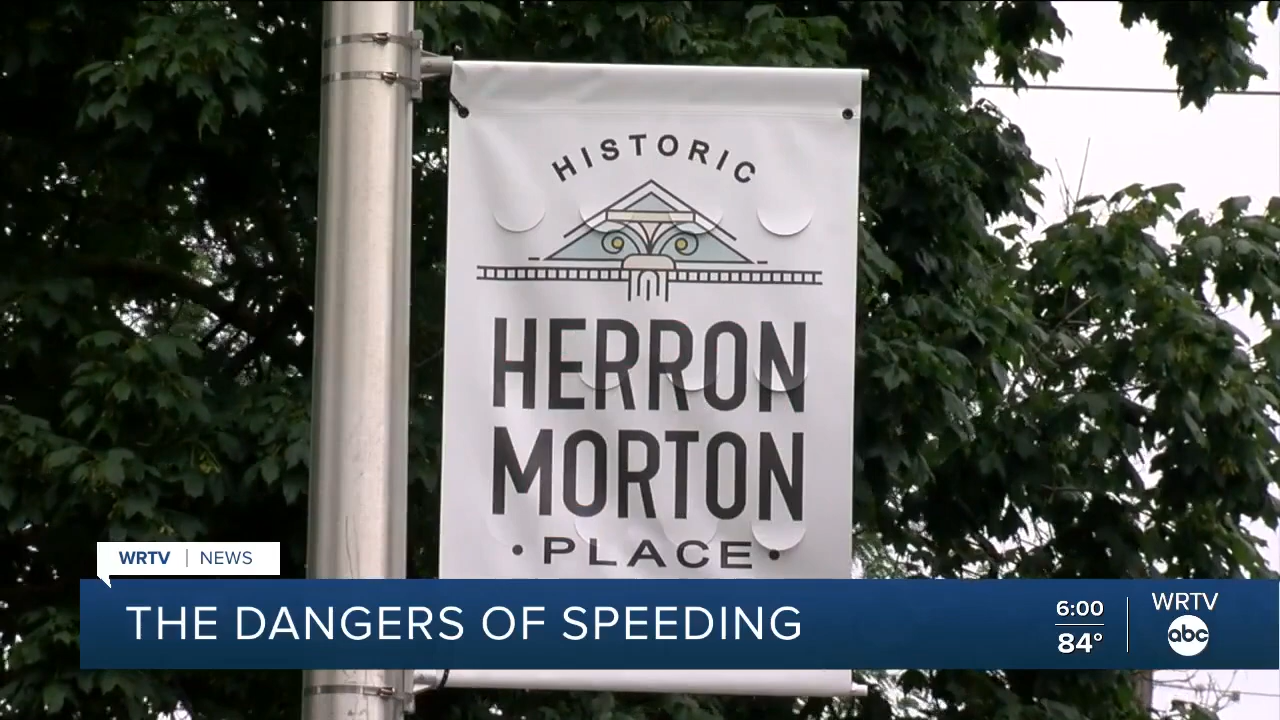 HISTORIC
HERRON
MORTON
• PLACE •
WRTV | NEWS
THE DANGERS OF SPEEDING
6:00
84°
WRTV
abc